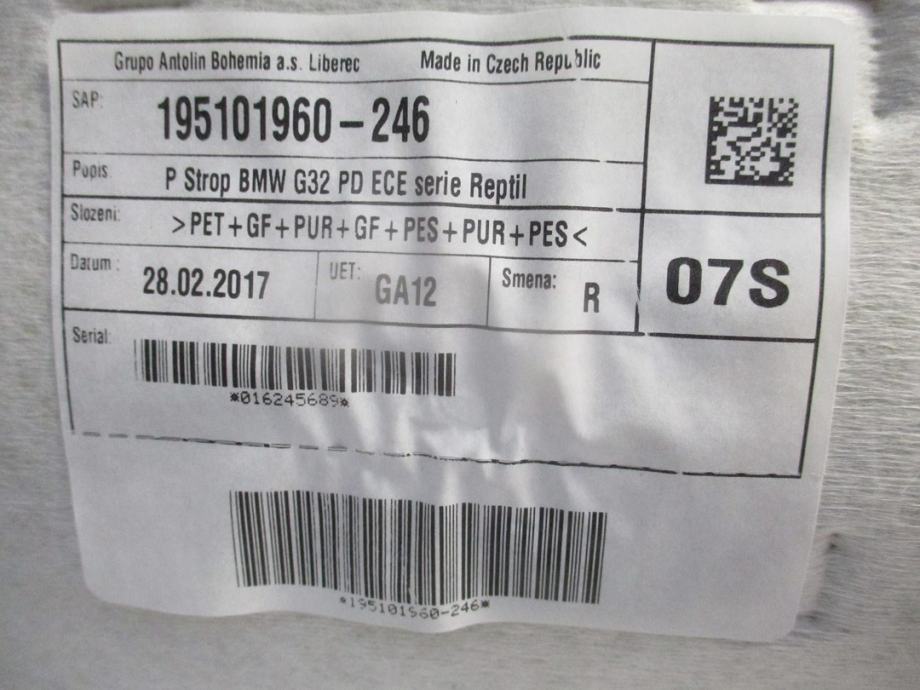 Grupo Antolin Bohemia a.s. Liberec Made in Czech Republic
SAP: 195101960-246
Popis P Strop BMW G32 PD ECE serie Reptil
Slozeni: >PET+GF+PUR+GF+PES+PUR+PES<
Datum: 28.02.2017 UET: GA12 Smena: R 07S
Serial:
*016245689*
*195101960-246*